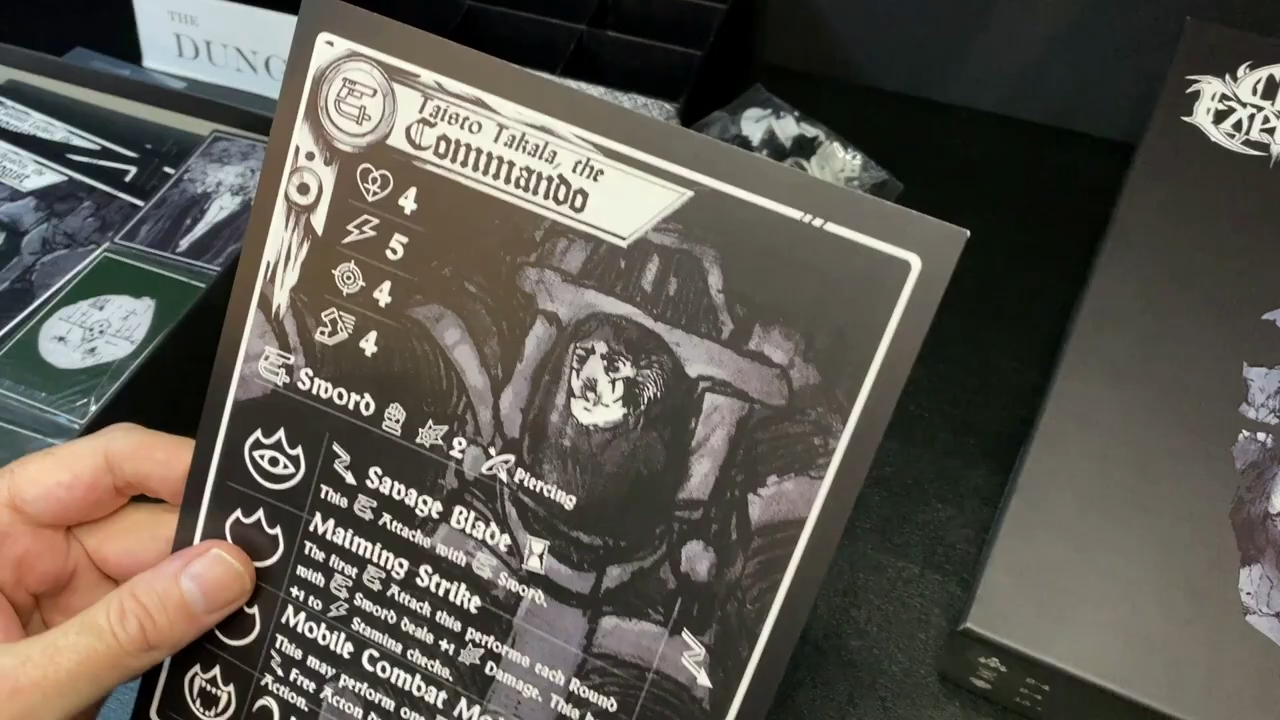 THE
DUNG
Taisto Takala, the
Commando
4
5
4
4
Sword 2 Piercing
Savage Blade
This Attacks with Sword.
Maiming Strike
The first Attack this performs each Round
with Sword deals +1 Damage. This
+1 to Stamina checks.
Mobile Combat
This may perform one
Free Action
Action.